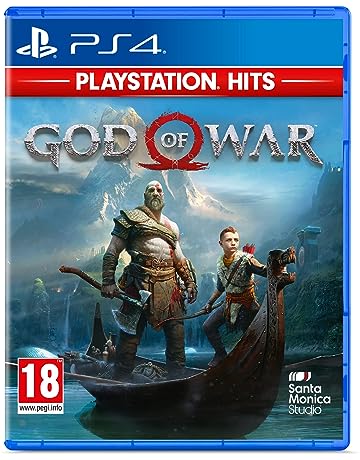 PS4
PLAYSTATION HITS
GOD OF WAR
18
www.pegi.info
Santa
Monica
Studio